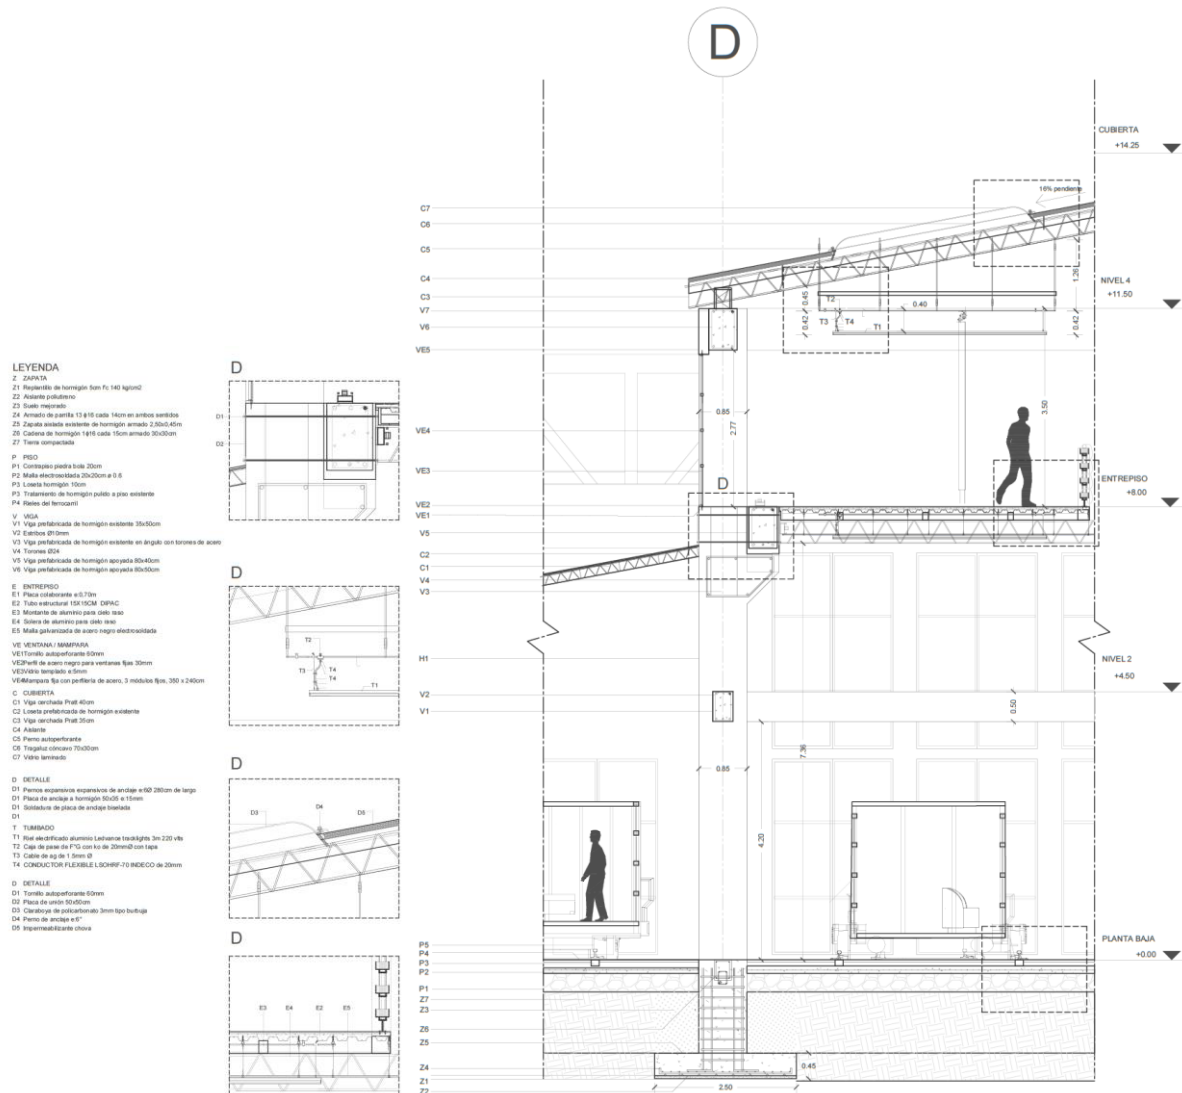 D
CUBIERTA
+14.25
16% pendiente
C7
C6
C5
C4
C3
V7
V6
VE5
VE4
VE3
VE2
VE1
V5
C2
C1
V4
V3
H1
V2
V1
P5
P4
P3
P2
P1
Z7
Z3
Z6
Z5
Z4
Z1
Z2
NIVEL 4
+11.50
1.26
0.45
T2
0.40
T3
T4
T1
0.42
0.42
3.50
0.85
2.77
D
ENTREPISO
+8.00
NIVEL 2
+4.50
0.50
7.36
0.85
4.20
PLANTA BAJA
+0.00
0.45
2.50
LEYENDA
Z ZAPATA
Z1 Replantillo de hormigón 5cm f'c 140 kg/cm2
Z2 Aislante poliuitreno
Z3 Suelo mejorado
Z4 Armado de parrilla 13 ϕ16 cada 14cm en ambos sentidos
Z5 Zapata aislada existente de hormigón armado 2,50x0,45m
Z6 Cadena de hormigón 1ϕ16 cada 15cm armado 30x30cm
Z7 Tierra compactada
P PISO
P1 Contrapiso piedra bola 20cm
P2 Malla electrosoldada 20x20cm ø 0.6
P3 Loseta hormigón 10cm
P3 Tratamiento de hormigón pulido a piso existente
P4 Rieles del ferrocarril
V VIGA
V1 Viga prefabricada de hormigón existente 35x50cm
V2 Estribos Ø10mm
V3 Viga prefabricada de hormigón existente en ángulo con torones de acero
V4 Torones Ø24
V5 Viga prefabricada de hormigón apoyada 80x40cm
V6 Viga prefabricada de hormigón apoyada 80x50cm
E ENTREPISO
E1 Placa colaborante e:0,70m
E2 Tubo estructural 15X15CM DIPAC
E3 Montante de aluminio para cielo raso
E4 Solera de aluminio para cielo raso
E5 Malla galvanizada de acero negro electrosoldada
VE VENTANA / MAMPARA
VE1Tornillo autoperforante 60mm
VE2Perfil de acero negro para ventanas fijas 30mm
VE3Vidrio templado e:5mm
VE4Mampara fija con perfilería de acero, 3 módulos fijos, 350 x 240cm
C CUBIERTA
C1 Viga cerchada Pratt 40cm
C2 Loseta prefabricada de hormigón existente
C3 Viga cerchada Pratt 35cm
C4 Aislante
C5 Perno autoperforante
C6 Tragaluz cóncavo 70x30cm
C7 Vidrio laminado
D DETALLE
D1 Pernos expansivos expansivos de anclaje e:6Ø 280cm de largo
D1 Placa de anclaje a hormigón 50x35 e:15mm
D1 Soldadura de placa de anclaje biselada
D1
T TUMBADO
T1 Riel electrificado aluminio Ledvance tracklights 3m 220 vlts
T2 Caja de pase de F"G con ko de 20mmØ con tapa
T3 Cable de ag de 1.5mm Ø
T4 CONDUCTOR FLEXIBLE LSOHRF-70 INDECO de 20mm
D DETALLE
D1 Tornillo autoperforante 60mm
D2 Placa de unión 50x50cm
D3 Claraboya de policarbonato 3mm tipo burbuja
D4 Perno de anclaje e:6"
D5 Impermeabilizante chova
D
D1
D2
D
T2
T3
T4
T4
T1
D
D3
D4
D5
D
E3
E4
E2
E5